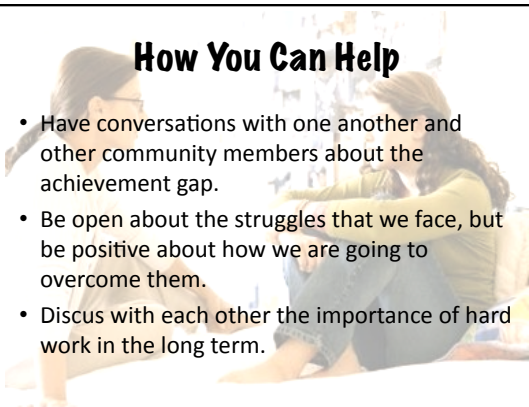 How You Can Help
• Have conversations with one another and
other community members about the
achievement gap.
• Be open about the struggles that we face, but
be positive about how we are going to
overcome them.
• Discus with each other the importance of hard
work in the long term.